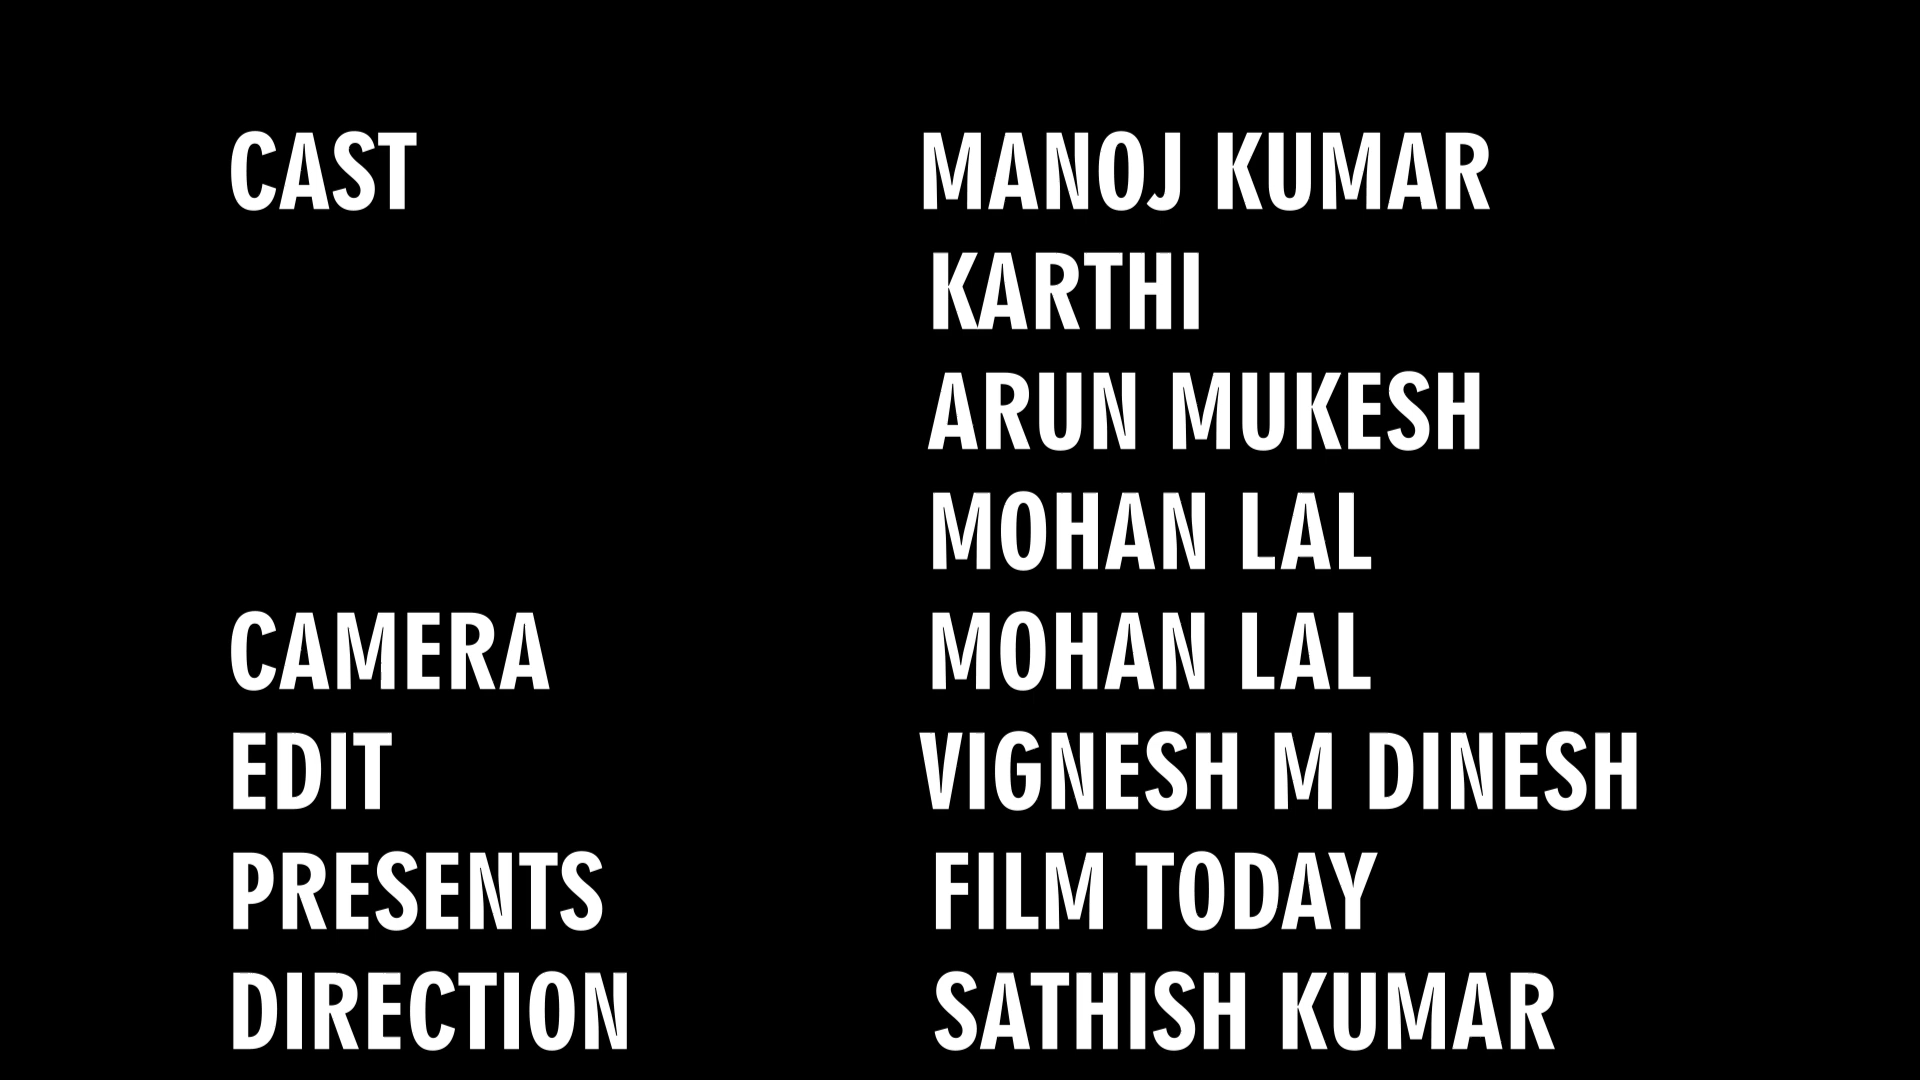 CAST MANOJ KUMAR
KARTHI
ARUN MUKESH
MOHAN LAL
CAMERA MOHAN LAL
EDIT VIGNESH M DINESH
PRESENTS FILM TODAY
DIRECTION SATHISH KUMAR